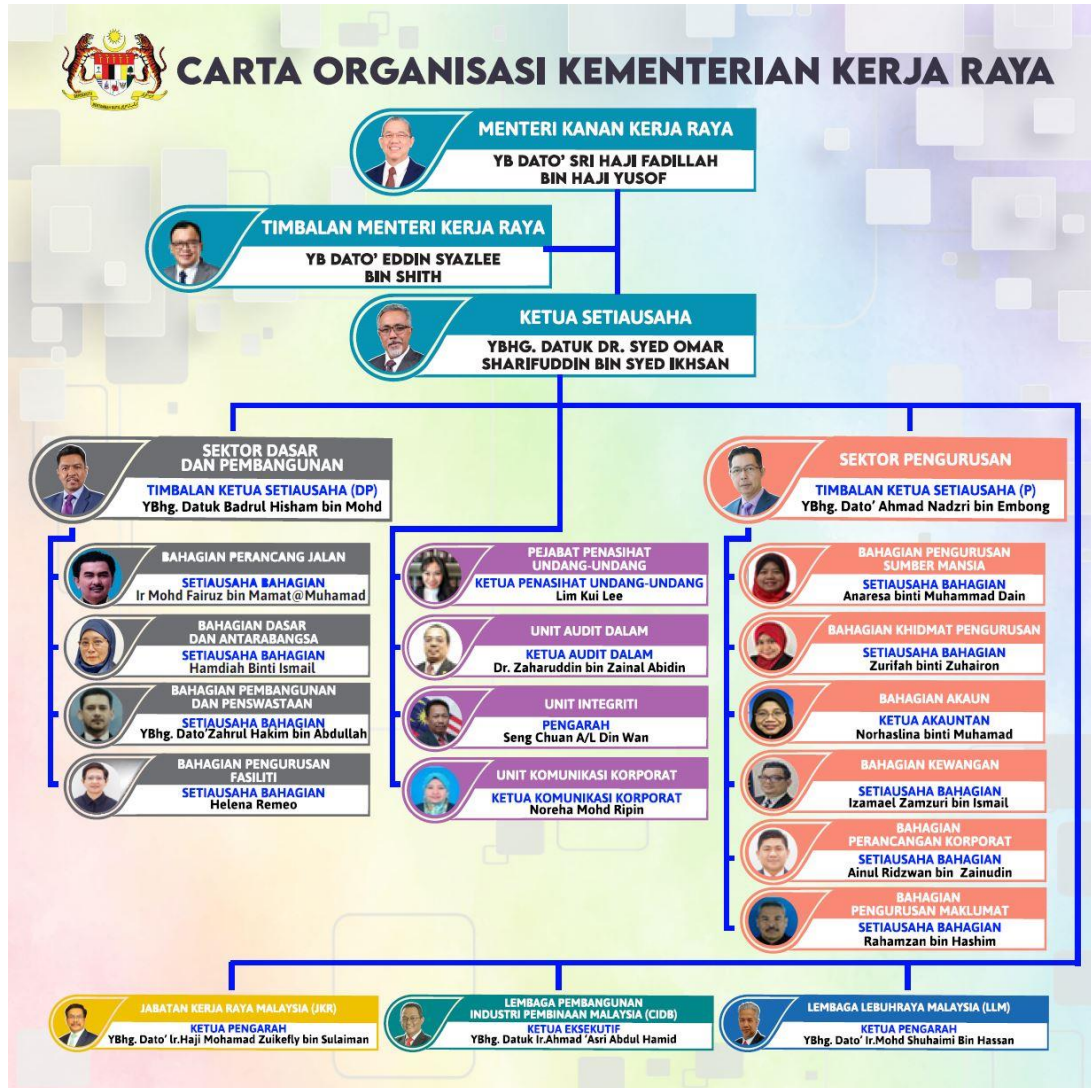 CARTA ORGANISASI KEMENTERIAN KERJA RAYA
MENTERI KANAN KERJA RAYA
YB DATO' SRI HAJI FADILLAH
BIN HAJI YUSOF
TIMBALAN MENTERI KERJA RAYA
YB DATO' EDDIN SYAZLEE
BIN SHITH
KETUA SETIAUSAHA
YBHG. DATUK DR. SYED OMAR
SHARIFUDDIN BIN SYED IKHSAN
SEKTOR DASAR
DAN PEMBANGUNAN
TIMBALAN KETUA SETIAUSAHA (DP)
YBhg. Datuk Badrul Hisham bin Mohd
BAHAGIAN PERANCANG JALAN
SETIAUSAHA BAHAGIAN
Ir Mohd Fairuz bin Mamat@Muhamad
BAHAGIAN DASAR
DAN ANTARABANGSA
SETIAUSAHA BAHAGIAN
Hamdiah Binti Ismail
BAHAGIAN PEMBANGUNAN
DAN PENSWASTAAN
SETIAUSAHA BAHAGIAN
YBhg. Dato'Zahrul Hakim bin Abdullah
BAHAGIAN PENGURUSAN
FASILITI
SETIAUSAHA BAHAGIAN
Helena Remeo
PEJABAT PENASIHAT
UNDANG-UNDANG
KETUA PENASIHAT UNDANG-UNDANG
Lim Kui Lee
UNIT AUDIT DALAM
KETUA AUDIT DALAM
Dr. Zaharuddin bin Zainal Abidin
UNIT INTEGRITI
PENGARAH
Seng Chuan A/L Din Wan
UNIT KOMUNIKASI KORPORAT
KETUA KOMUNIKASI KORPORAT
Noreha Mohd Ripin
SEKTOR PENGURUSAN
TIMBALAN KETUA SETIAUSAHA (P)
YBhg. Dato' Ahmad Nadzri bin Embong
BAHAGIAN PENGURUSAN
SUMBER MANSIA
SETIAUSAHA BAHAGIAN
Anaresa binti Muhammad Dain
BAHAGIAN KHIDMAT PENGURUSAN
SETIAUSAHA BAHAGIAN
Zurifah binti Zuhairon
BAHAGIAN AKAUN
KETUA AKAUNTAN
Norhaslina binti Muhamad
BAHAGIAN KEWANGAN
SETIAUSAHA BAHAGIAN
Izamael Zamzuri bin Ismail
BAHAGIAN
PERANCANGAN KORPORAT
SETIAUSAHA BAHAGIAN
Ainul Ridzwan bin Zainudin
BAHAGIAN
PENGURUSAN MAKLUMAT
SETIAUSAHA BAHAGIAN
Rahamzan bin Hashim
JABATAN KERJA RAYA MALAYSIA (JKR)
KETUA PENGARAH
YBhg. Dato' Ir.Haji Mohamad Zuikefly bin Sulaiman
LEMBAGA PEMBANGUNAN
INDUSTRI PEMBINAAN MALAYSIA (CIDB)
KETUA EKSEKUTIF
YBhg. Datuk Ir.Ahmad 'Asri Abdul Hamid
LEMBAGA LEBUHRAYA MALAYSIA (LLM)
KETUA PENGARAH
YBhg. Dato' Ir.Mohd Shuhaimi Bin Hassan